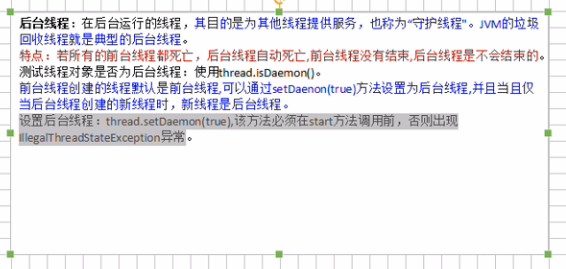 后台线程：在后台运行的线程，其目的是为其他线程提供服务，也称为“守护线程"。JVM的垃圾
回收线程就是典型的后台线程。
特点：若所有的前台线程都死亡，后台线程自动死亡,前台线程没有结束,后台线程是不会结束的。
测试线程对象是否为后台线程：使用thread.isDaemon()。
前台线程创建的线程默认是前台线程,可以通过setDaenon(true)方法设置为后台线程,并且当且仅
当后台线程创建的新线程时，新线程是后台线程。
设置后台线程：thread.setDaemon(true),该方法必须在start方法调用前，否则出现
IllegalThreadStateException异常。